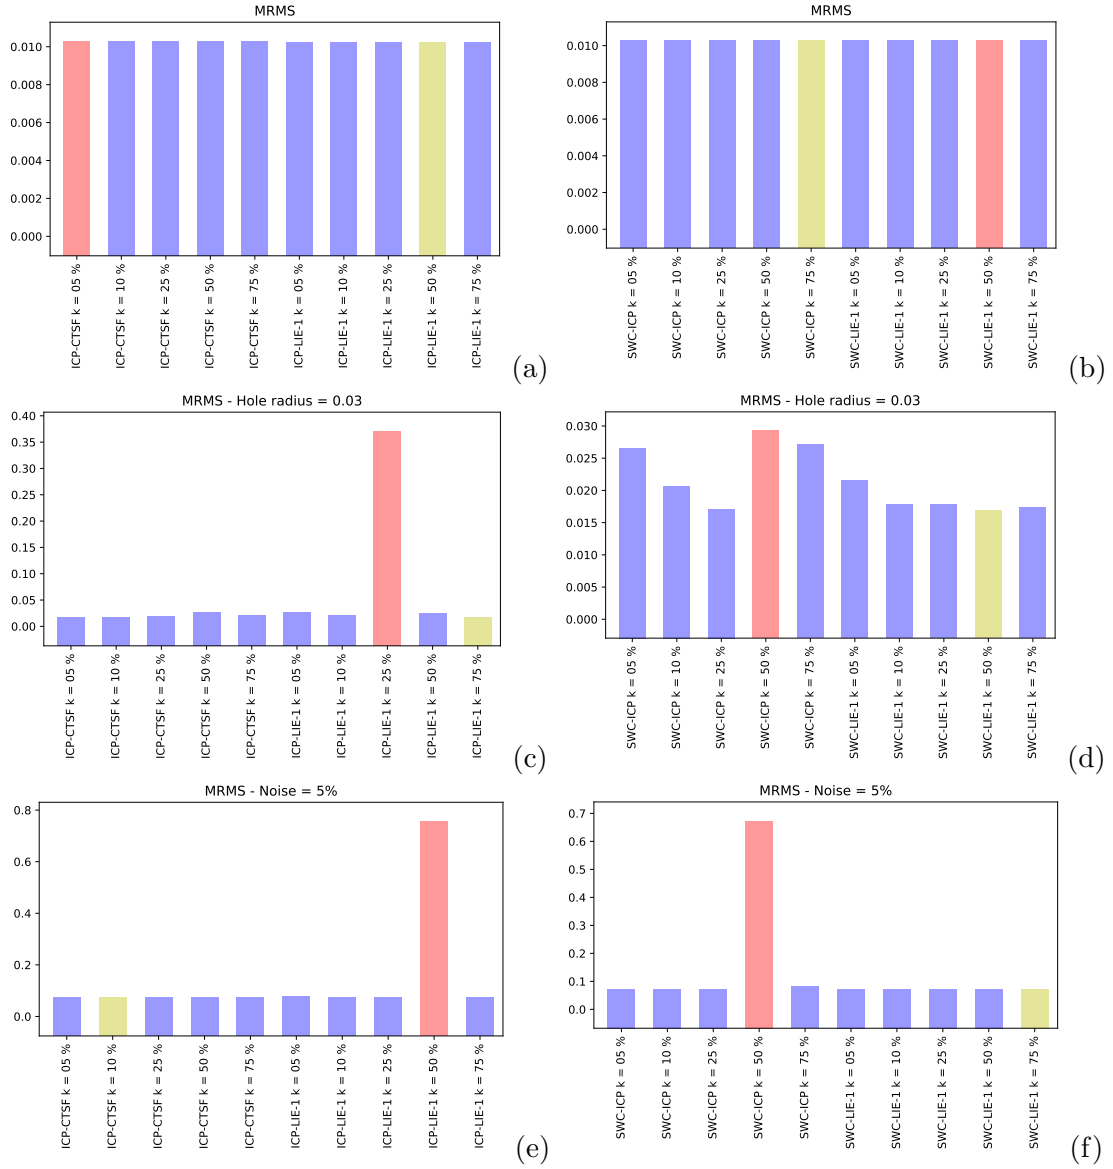 MRMS
0.010
0.008
0.006
0.004
0.002
0.000
ICP-CTSF k = 05 %
ICP-CTSF k = 10 %
ICP-CTSF k = 25 %
ICP-CTSF k = 50 %
ICP-CTSF k = 75 %
ICP-LIE-1 k = 05 %
ICP-LIE-1 k = 10 %
ICP-LIE-1 k = 25 %
ICP-LIE-1 k = 50 %
ICP-LIE-1 k = 75 %
(a)
MRMS
0.010
0.008
0.006
0.004
0.002
0.000
SWC-ICP k = 05 %
SWC-ICP k = 10 %
SWC-ICP k = 25 %
SWC-ICP k = 50 %
SWC-ICP k = 75 %
SWC-LIE-1 k = 05 %
SWC-LIE-1 k = 10 %
SWC-LIE-1 k = 25 %
SWC-LIE-1 k = 50 %
SWC-LIE-1 k = 75 %
(b)
MRMS - Hole radius = 0.03
0.40
0.35
0.30
0.25
0.20
0.15
0.10
0.05
0.00
ICP-CTSF k = 05 %
ICP-CTSF k = 10 %
ICP-CTSF k = 25 %
ICP-CTSF k = 50 %
ICP-CTSF k = 75 %
ICP-LIE-1 k = 05 %
ICP-LIE-1 k = 10 %
ICP-LIE-1 k = 25 %
ICP-LIE-1 k = 50 %
ICP-LIE-1 k = 75 %
(c)
MRMS - Hole radius = 0.03
0.030
0.025
0.020
0.015
0.010
0.005
0.000
SWC-ICP k = 05 %
SWC-ICP k = 10 %
SWC-ICP k = 25 %
SWC-ICP k = 50 %
SWC-ICP k = 75 %
SWC-LIE-1 k = 05 %
SWC-LIE-1 k = 10 %
SWC-LIE-1 k = 25 %
SWC-LIE-1 k = 50 %
SWC-LIE-1 k = 75 %
(d)
MRMS - Noise = 5%
0.8
0.6
0.4
0.2
0.0
ICP-CTSF k = 05 %
ICP-CTSF k = 10 %
ICP-CTSF k = 25 %
ICP-CTSF k = 50 %
ICP-CTSF k = 75 %
ICP-LIE-1 k = 05 %
ICP-LIE-1 k = 10 %
ICP-LIE-1 k = 25 %
ICP-LIE-1 k = 50 %
ICP-LIE-1 k = 75 %
(e)
MRMS - Noise = 5%
0.7
0.6
0.5
0.4
0.3
0.2
0.1
0.0
SWC-ICP k = 05 %
SWC-ICP k = 10 %
SWC-ICP k = 25 %
SWC-ICP k = 50 %
SWC-ICP k = 75 %
SWC-LIE-1 k = 05 %
SWC-LIE-1 k = 10 %
SWC-LIE-1 k = 25 %
SWC-LIE-1 k = 50 %
SWC-LIE-1 k = 75 %
(f)